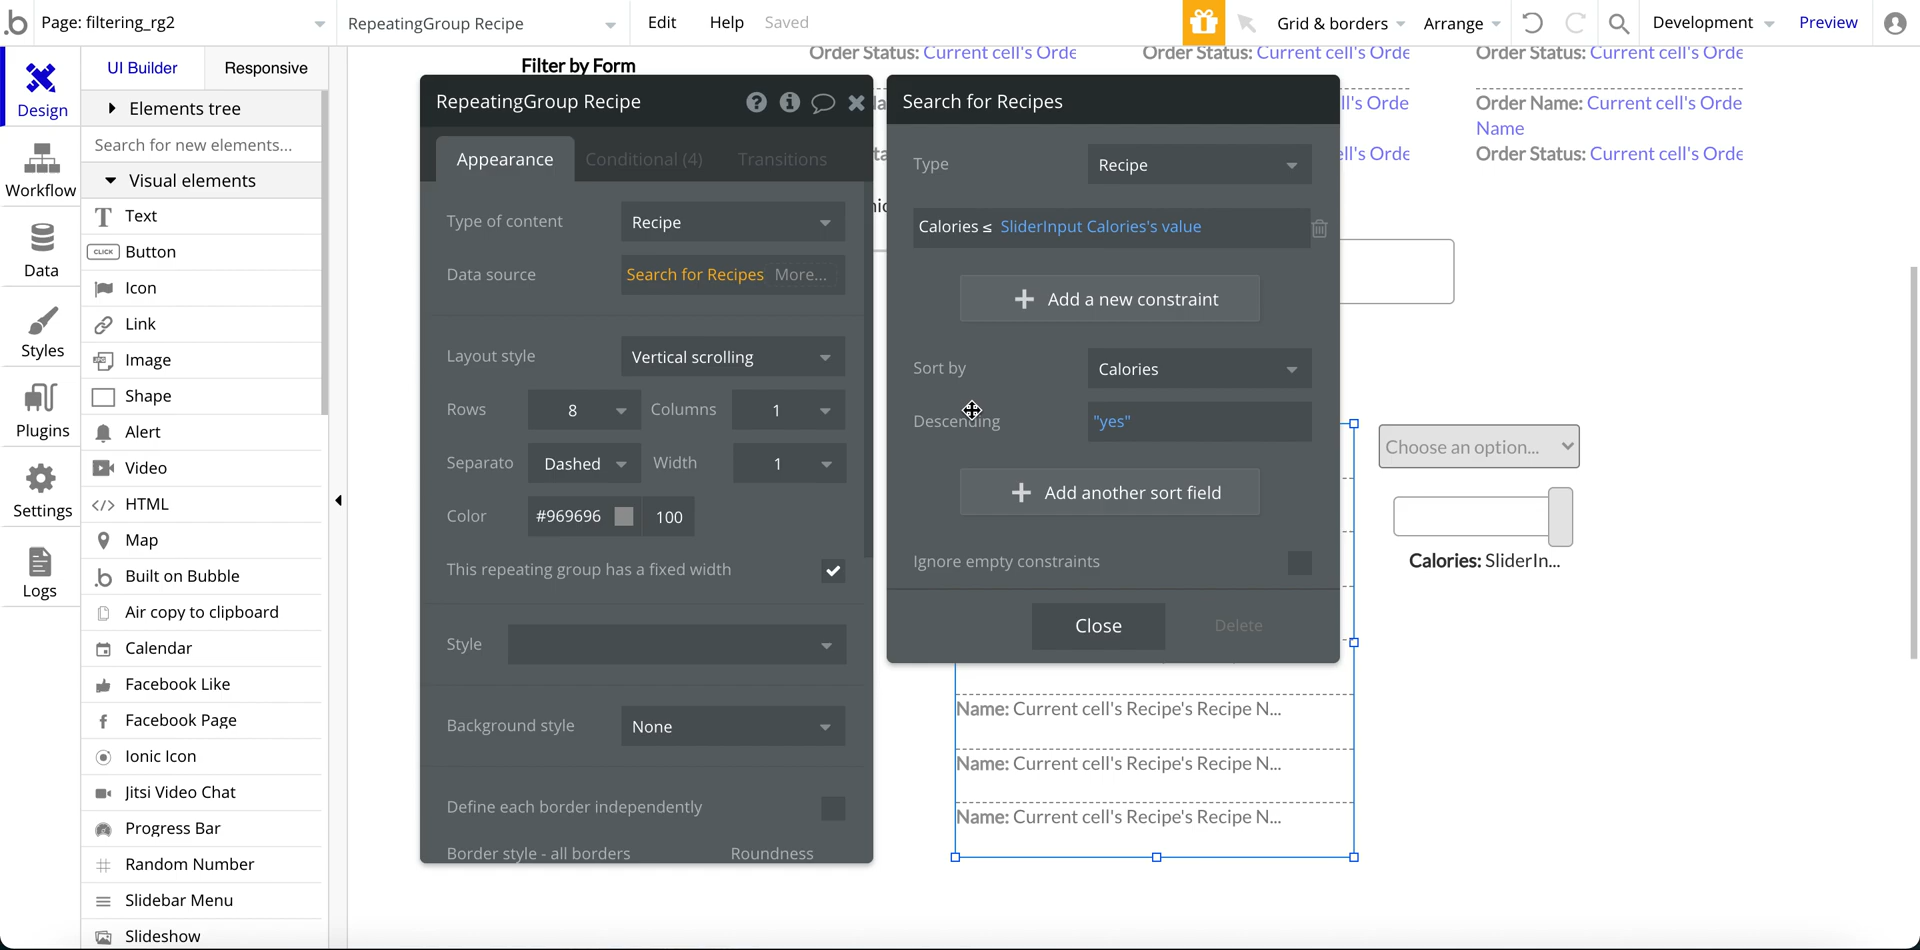 b Page: filtering_rg2
RepeatingGroup Recipe
Edit
Help
Saved
Grid & borders
Arrange
Development
Preview
Design
Workflow
Data
Styles
Plugins
Settings
Logs
UI Builder
Responsive
Elements tree
Search for new elements...
Visual elements
Text
CLICK Button
Icon
Link
Image
Shape
Alert
Video
</> HTML
Map
Built on Bubble
Air copy to clipboard
Calendar
Facebook Like
Facebook Page
Ionic Icon
Jitsi Video Chat
Progress Bar
Random Number
Slidebar Menu
Slideshow
Filter by Form
RepeatingGroup Recipe
Appearance
Conditional (4)
Transitions
Type of content
Recipe
Data source
Search for Recipes More...
Layout style
Vertical scrolling
Rows
8
Columns
1
Separato
Dashed
Width
1
Color
#969696
100
This repeating group has a fixed width
Style
Background style
None
Define each border independently
Border style - all borders
Roundness
Search for Recipes
Type
Recipe
Calories ≤ SliderInput Calories's value
Add a new constraint
Sort by
Calories
Descending
"yes"
Add another sort field
Ignore empty constraints
Close
Delete
Order Status: Current cell's Orde
Order Status: Current cell's Orde
Order Status: Current cell's Orde
ll's Orde
Order Name: Current cell's Orde
Name
ell's Orde
Order Status: Current cell's Orde
Choose an option...
Calories: SliderIn...
Name: Current cell's Recipe's Recipe N...
Name: Current cell's Recipe's Recipe N...
Name: Current cell's Recipe's Recipe N...